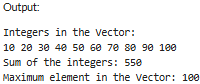 Output:
Integers in the Vector:
10 20 30 40 50 60 70 80 90 100
Sum of the integers: 550
Maximum element in the Vector: 100